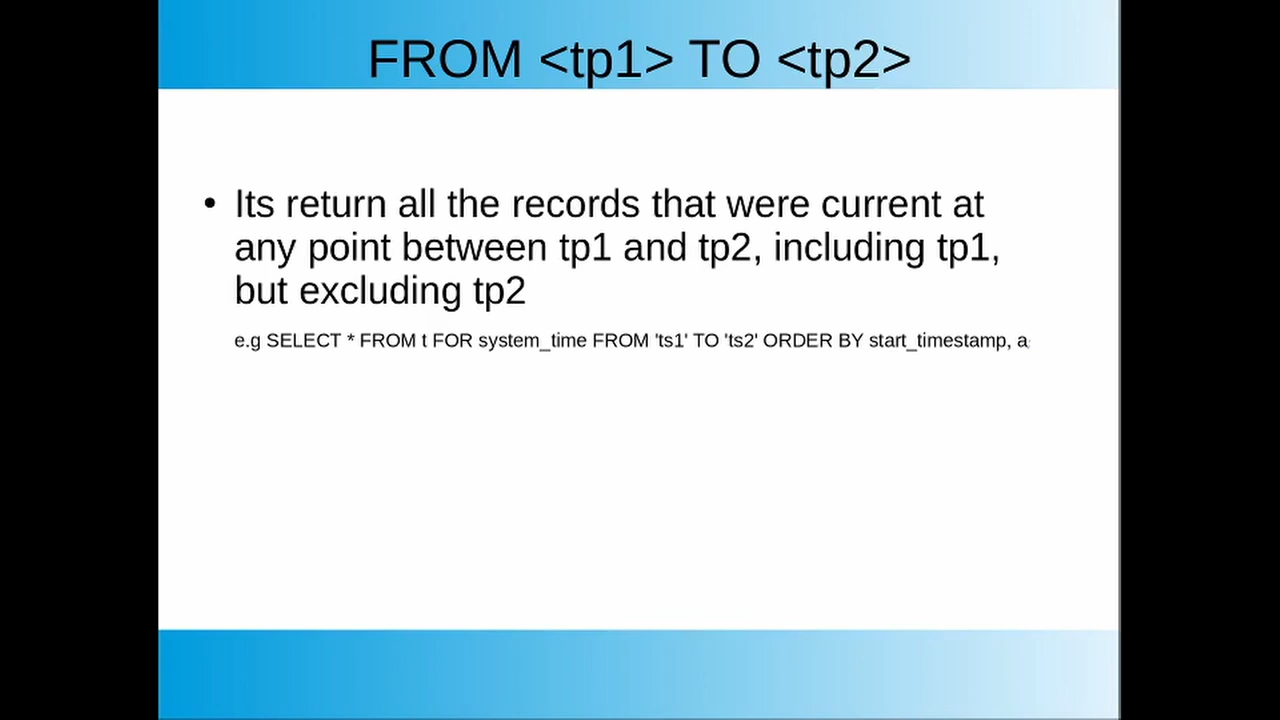 FROM <tp1> TO <tp2>
• Its return all the records that were current at
any point between tp1 and tp2, including tp1,
but excluding tp2
e.g SELECT * FROM t FOR system_time FROM 'ts1' TO 'ts2' ORDER BY start_timestamp,